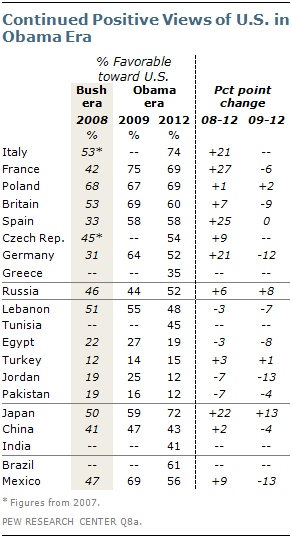 Continued Positive Views of U.S. in
Obama Era
% Favorable
toward U.S.
Bush era Obama era Pct point change
2008 2009 2012 08-12 09-12
% % %
Italy 53* -- 74 +21 --
France 42 75 69 +27 -6
Poland 68 67 69 +1 +2
Britain 53 69 60 +7 -9
Spain 33 58 58 +25 0
Czech Rep. 45* -- 54 +9 --
Germany 31 64 52 +21 -12
Greece -- -- 35 -- --
Russia 46 44 52 +6 +8
Lebanon 51 55 48 -3 -7
Tunisia -- -- 45 -- --
Egypt 22 27 19 -3 -8
Turkey 12 14 15 +3 +1
Jordan 19 25 12 -7 -13
Pakistan 19 16 12 -7 -4
Japan 50 59 72 +22 +13
China 41 47 43 +2 -4
India -- -- 41 -- --
Brazil -- -- 61 -- --
Mexico 47 69 56 +9 -13
* Figures from 2007.
PEW RESEARCH CENTER Q8a.